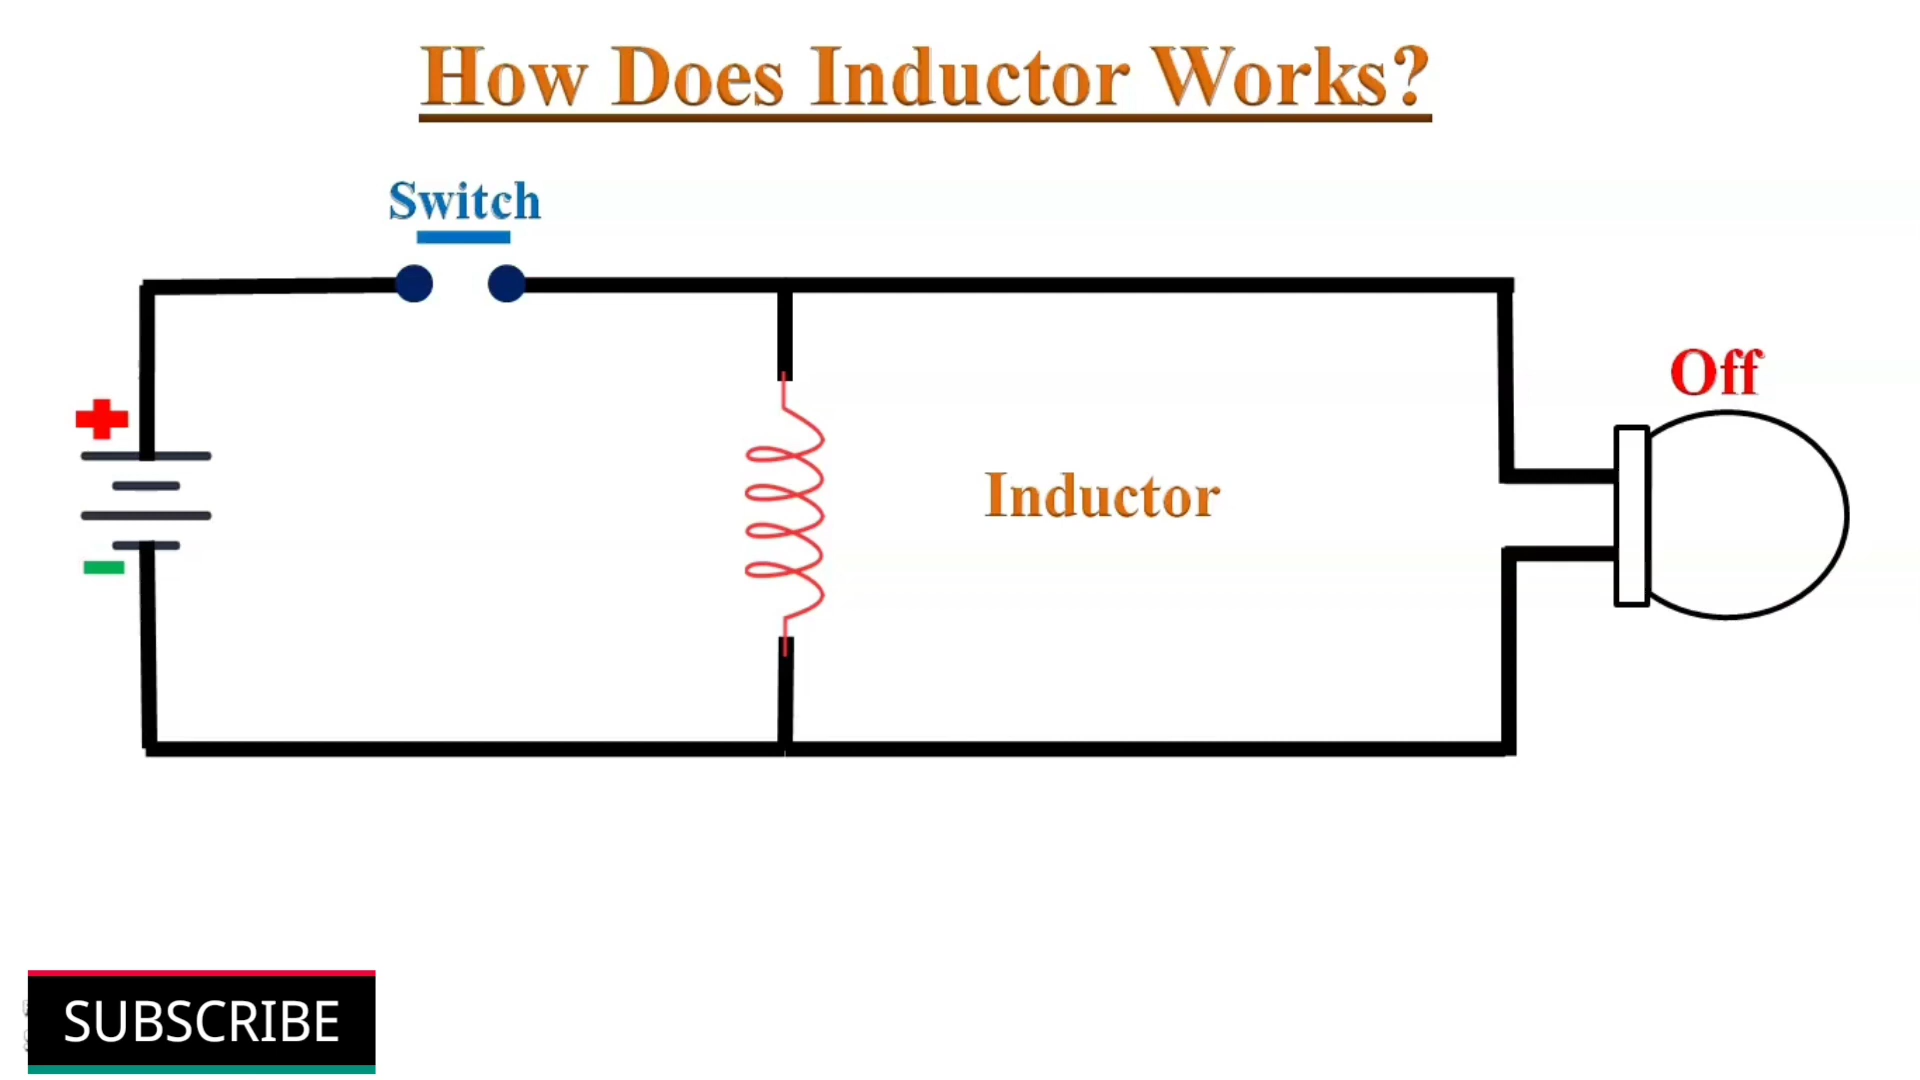 How Does Inductor Works?
Switch
Off
Inductor
SUBSCRIBE